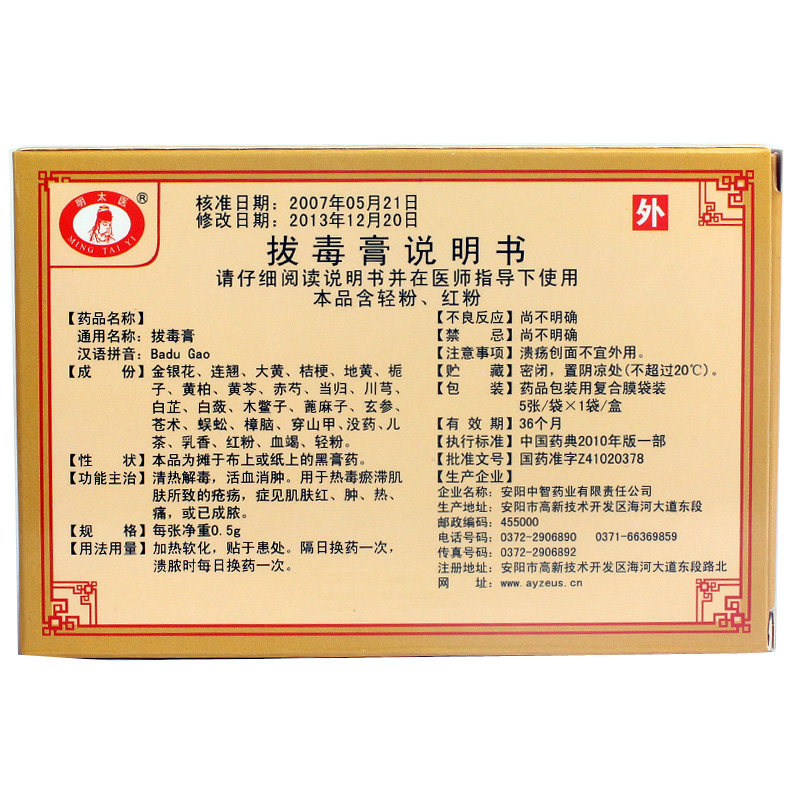 明太医
®
MING TAI YI
核准日期：2007年05月21日
修改日期：2013年12月20日
外
拔毒膏说明书
请仔细阅读说明书并在医师指导下使用
本品含轻粉、红粉
【药品名称】
通用名称：拔毒膏
汉语拼音：Badu Gao
【成　份】金银花、连翘、大黄、桔梗、地黄、栀
子、黄柏、黄芩、赤芍、当归、川芎、
白芷、白蔹、木鳖子、蓖麻子、玄参、
苍术、蜈蚣、樟脑、穿山甲、没药、儿
茶、乳香、红粉、血竭、轻粉。
【性　状】本品为摊于布上或纸上的黑膏药。
【功能主治】清热解毒，活血消肿。用于热毒瘀滞肌
肤所致的疮疡，症见肌肤红、肿、热、
痛，或已成脓。
【规　格】每张净重0.5g
【用法用量】加热软化，贴于患处。隔日换药一次，
溃脓时每日换药一次。
【不良反应】尚不明确
【禁　忌】尚不明确
【注意事项】溃疡创面不宜外用。
【贮　藏】密闭，置阴凉处(不超过20℃)。
【包　装】药品包装用复合膜袋装
5张/袋×1袋/盒
【有 效 期】36个月
【执行标准】中国药典2010年版一部
【批准文号】国药准字Z41020378
【生产企业】
企业名称：安阳中智药业有限责任公司
生产地址：安阳市高新技术开发区海河大道东段
邮政编码：455000
电话号码：0372-2906890　0371-66369859
传真号码：0372-2906892
注册地址：安阳市高新技术开发区海河大道东段路北
网　　址：www.ayzeus.cn